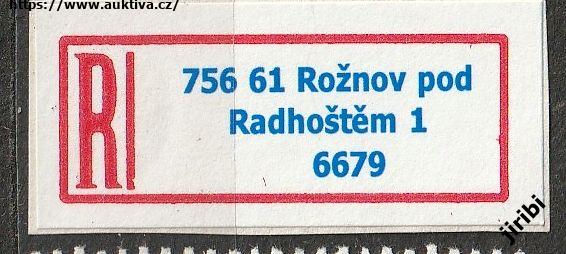 https://www.auktiva.cz/
R
756 61 Rožnov pod
Radhoštěm 1
6679
jiribi